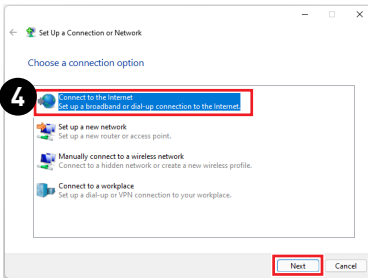 Set Up a Connection or Network
Choose a connection option
4
Connect to the Internet
Set up a broadband or dial-up connection to the Internet.
Set up a new network
Set up a new router or access point.
Manually connect to a wireless network
Connect to a hidden network or create a new wireless profile.
Connect to a workplace
Set up a dial-up or VPN connection to your workplace.
Next
Cancel